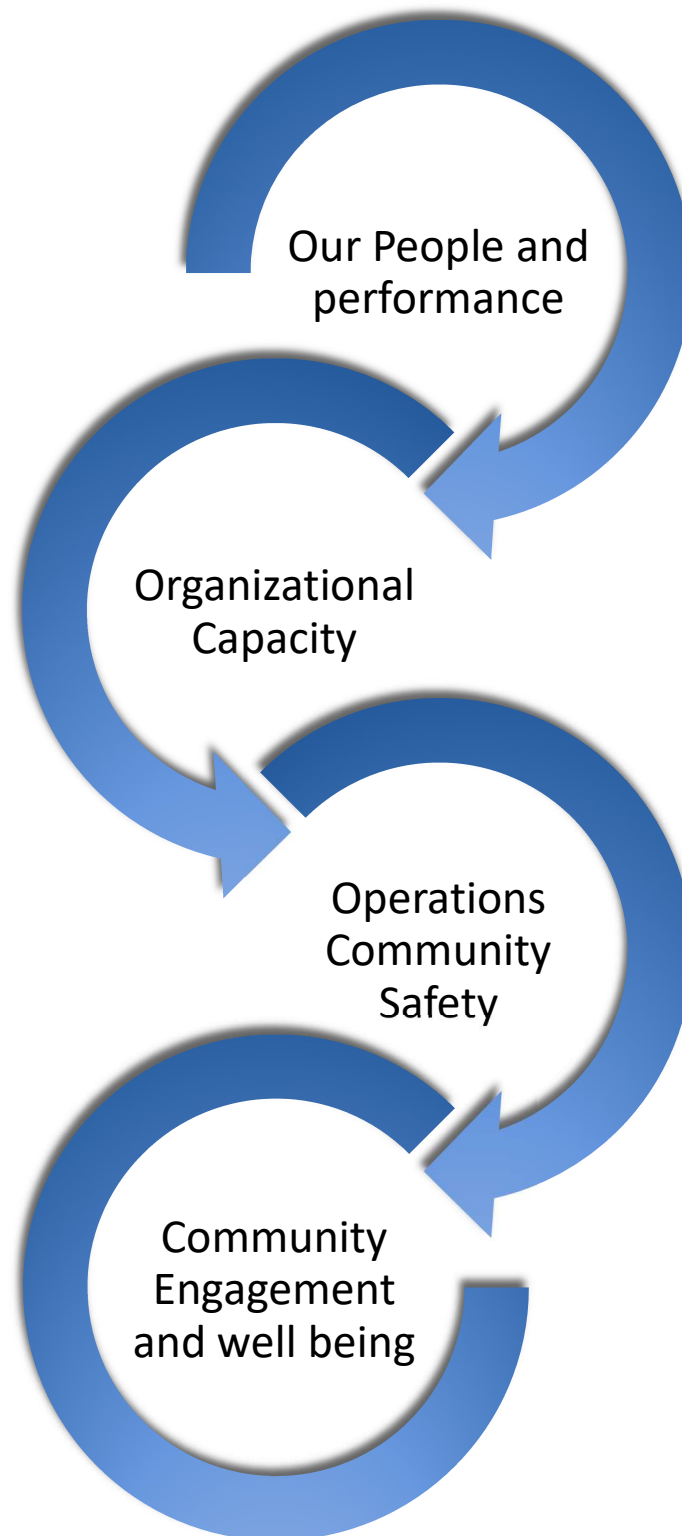 Our People and
performance
Organizational
Capacity
Operations
Community
Safety
Community
Engagement
and well being